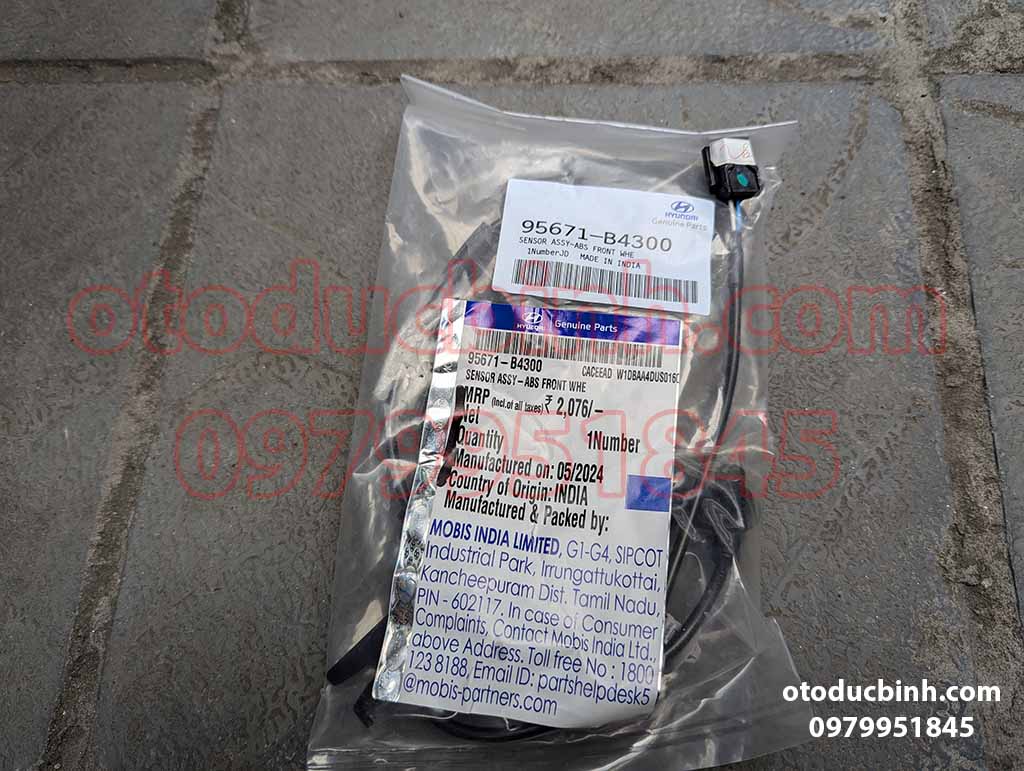 HYUNDAI
Genuine Parts
95671-B4300
SENSOR ASSY-ABS FRONT WHE
1NumberJD MADE IN INDIA
otoducbinh.com
HYUNDAI Genuine Parts
95671-B4300 CACEEAD W1DBAA4DUS016C
SENSOR ASSY-ABS FRONT WHE
MRP (Incl.of all taxes) ₹ 2,076/-
Net
Quantity 1Number
0979951845
Manufactured on: 05/2024
Country of Origin: INDIA
Manufactured & Packed by:
MOBIS INDIA LIMITED, G1-G4, SIPCOT
Industrial Park, Irrungattukottai,
Kancheepuram Dist, Tamil Nadu,
PIN - 602117. In case of Consumer
Complaints, Contact Mobis India Ltd.,
above Address. Toll free No : 1800
123 8188, Email ID: partshelpdesk5
@mobis-partners.com
otoducbinh.com
0979951845